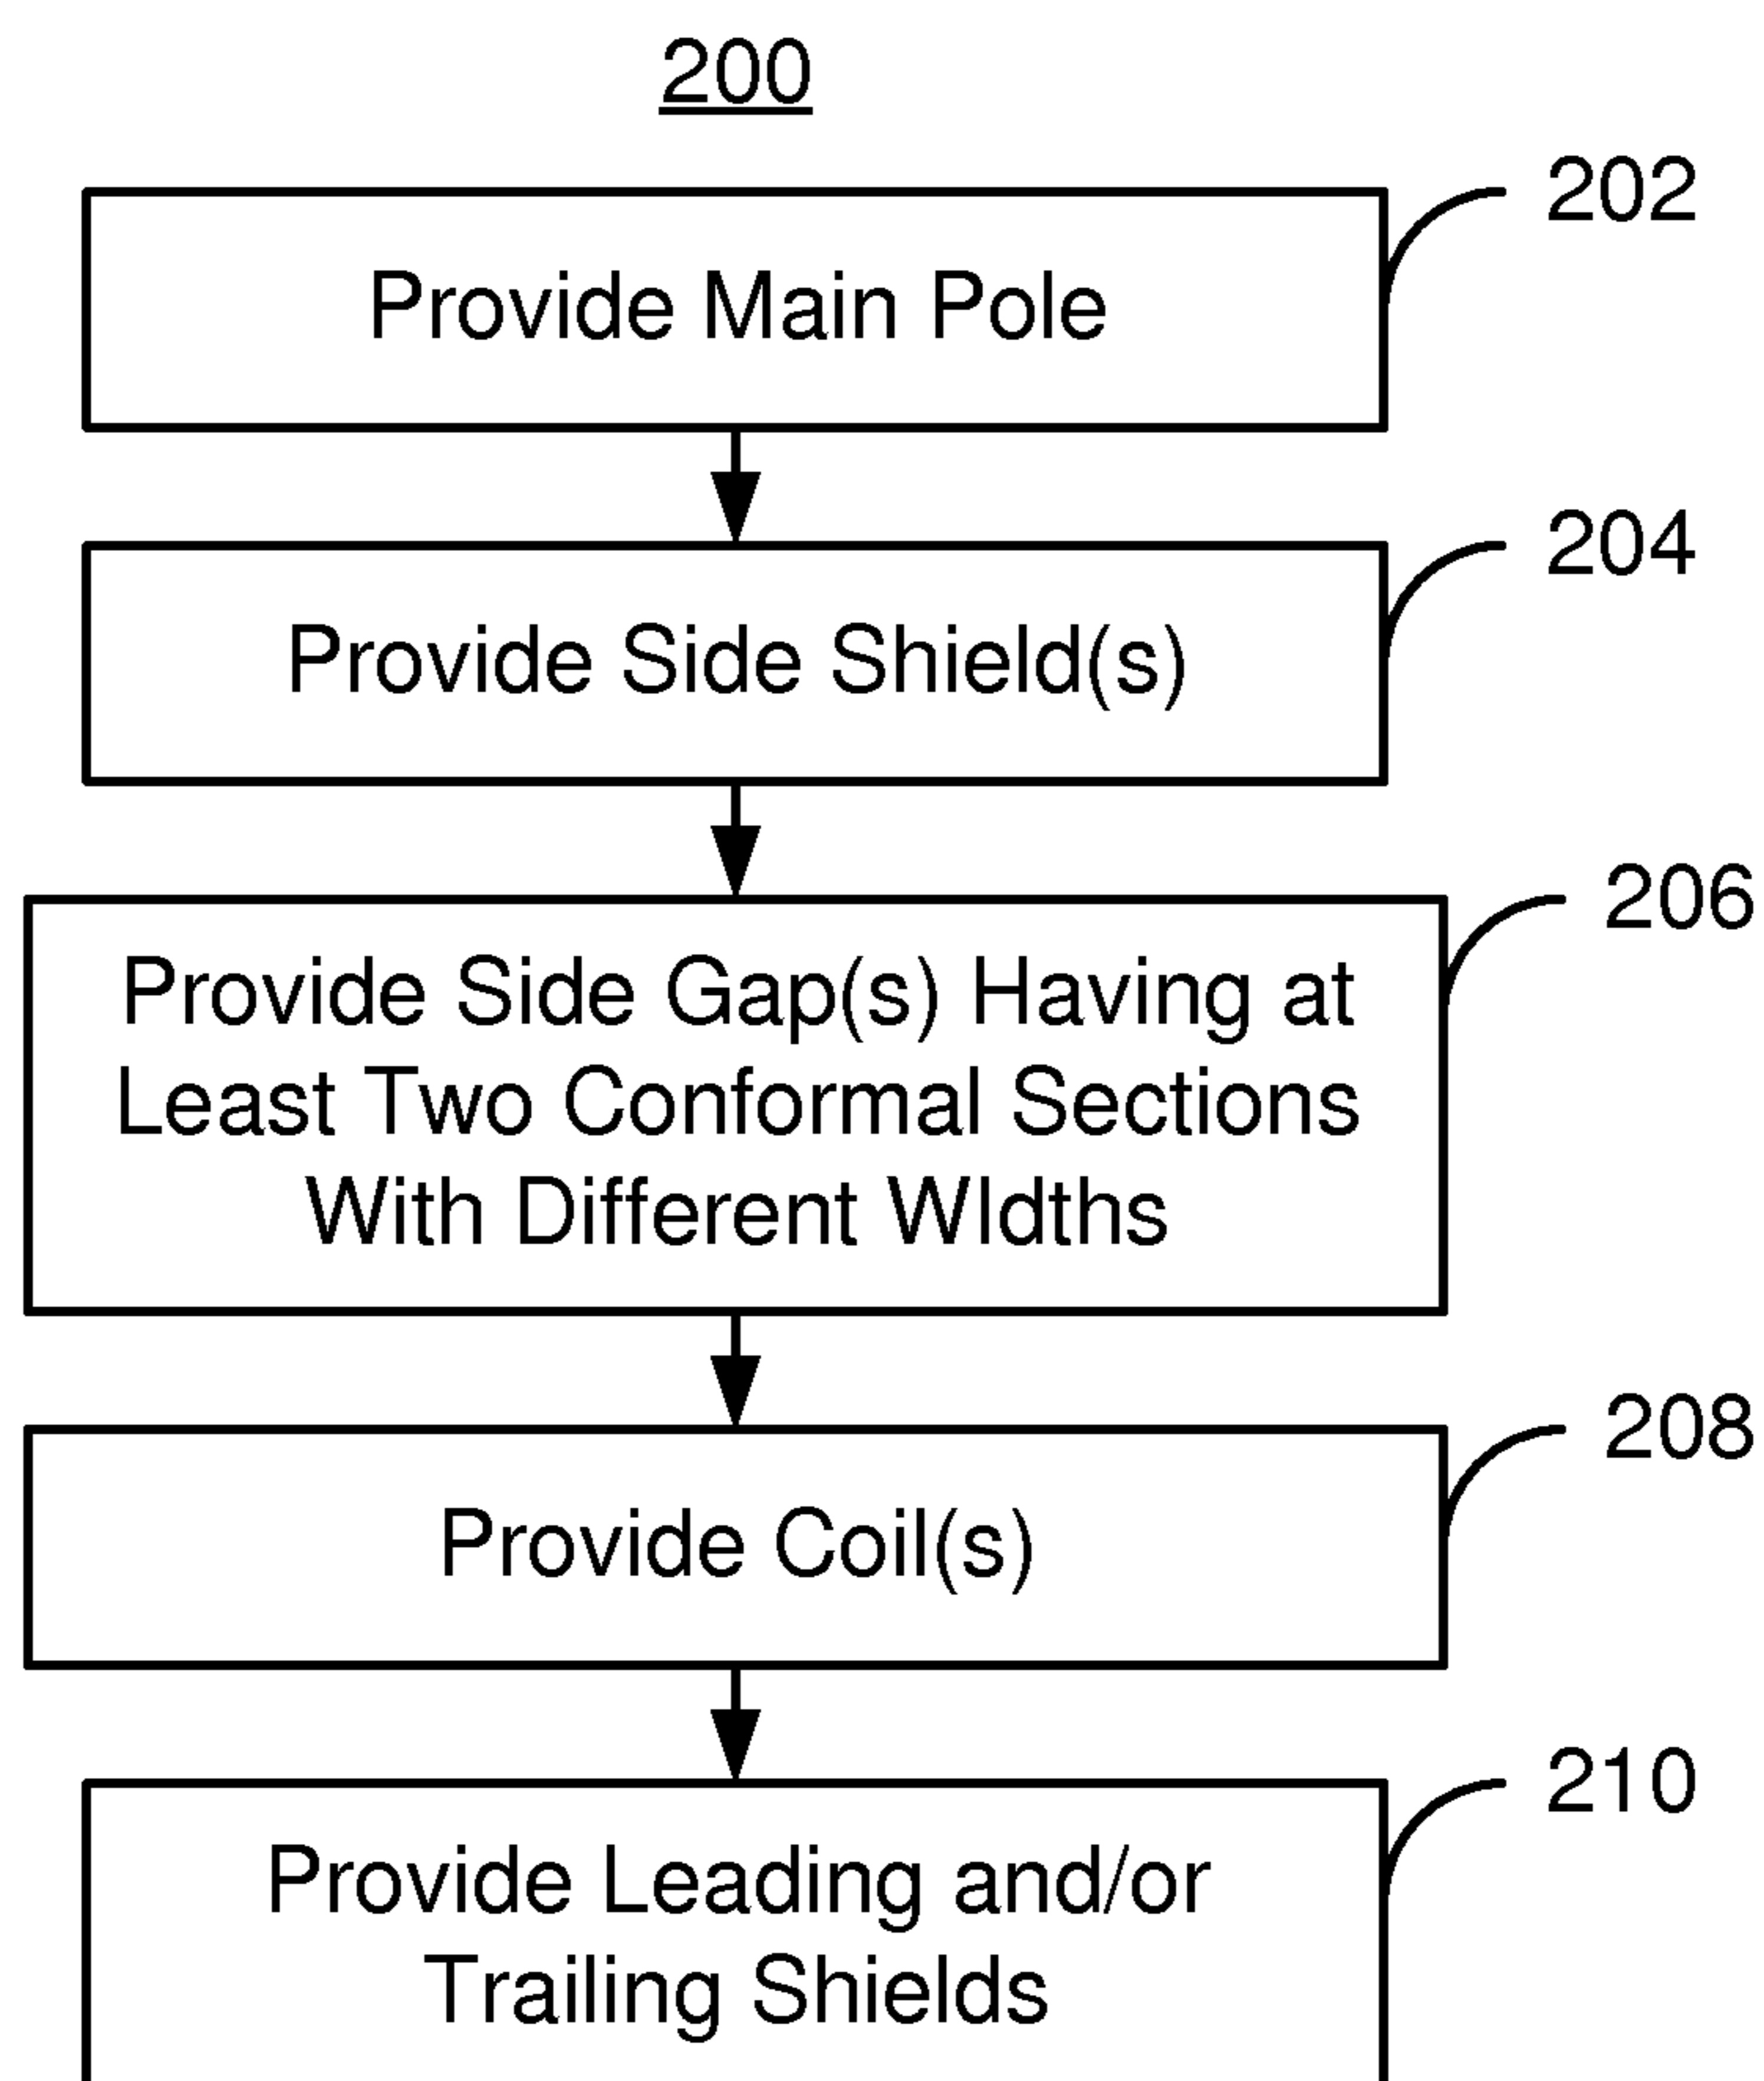 200
202
Provide Main Pole
204
Provide Side Shield(s)
206
Provide Side Gap(s) Having at
Least Two Conformal Sections
With Different WIdths
208
Provide Coil(s)
210
Provide Leading and/or
Trailing Shields